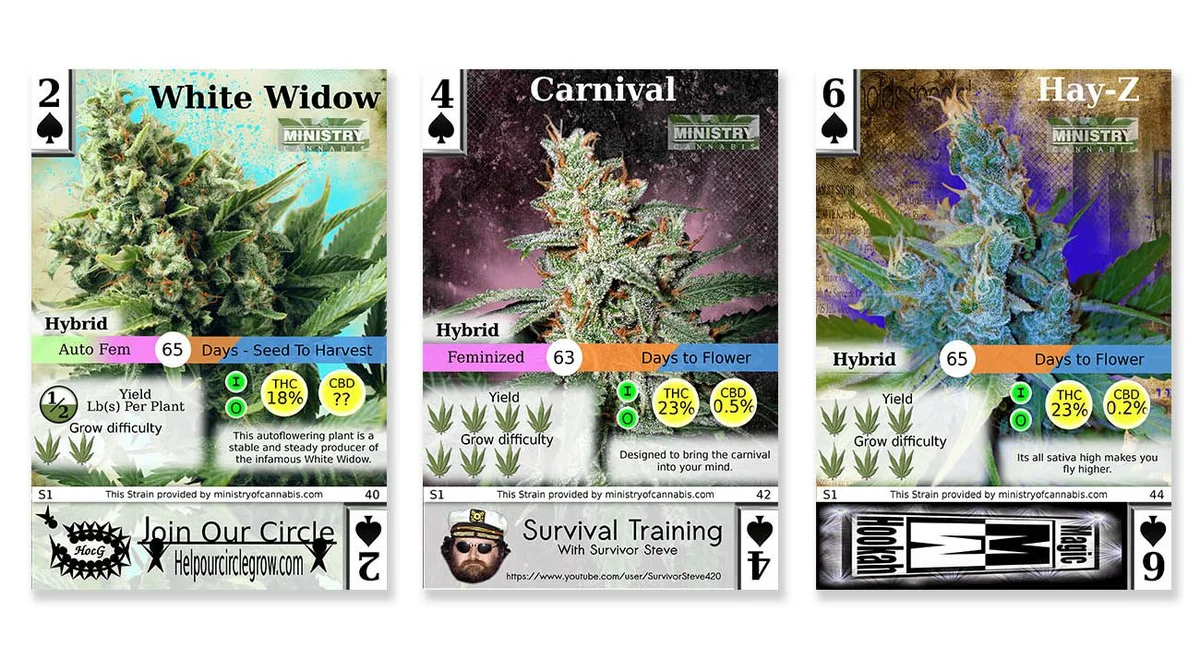 2
White Widow
MINISTRY
CANNABIS
Hybrid
Auto Fem
65
Days - Seed To Harvest
1/2
Yield
Lb(s) Per Plant
Grow difficulty
I
O
THC
18%
CBD
??
This autoflowering plant is a
stable and steady producer of
the infamous White Widow.
S1
This Strain provided by ministryofcannabis.com
40
HocG
Join Our Circle
Helpourcirclegrow.com
2
4
Carnival
MINISTRY
CANNABIS
Hybrid
Feminized
63
Days to Flower
Yield
Grow difficulty
I
O
THC
23%
CBD
0.5%
Designed to bring the carnival
into your mind.
S1
This Strain provided by ministryofcannabis.com
42
Survival Training
With Survivor Steve
https://www.youtube.com/user/SurvivorSteve420
4
6
Hay-Z
MINISTRY
CANNABIS
Hybrid
65
Days to Flower
Yield
Grow difficulty
I
O
THC
23%
CBD
0.2%
Its all sativa high makes you
fly higher.
S1
This Strain provided by ministryofcannabis.com
44
Hookah
Magic
6